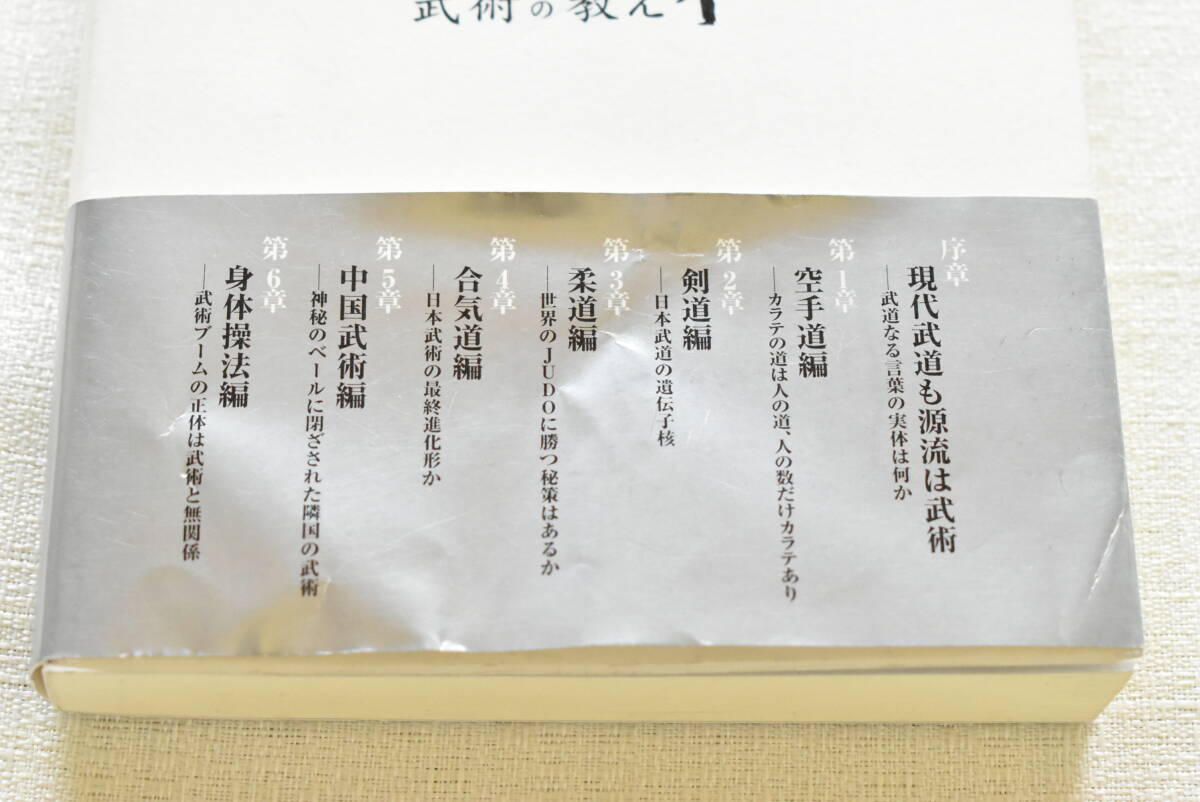 武術の教え
序章
現代武道も源流は武術
——武道なる言葉の実体は何か
第1章
空手道編
——カラテの道は人の道、人の数だけカラテあり
第2章
剣道編
——日本武道の遺伝子核
第3章
柔道編
——世界のJUDOに勝つ秘策はあるか
第4章
合気道編
——日本武術の最終進化形か
第5章
中国武術編
——神秘のベールに閉ざされた隣国の武術
第6章
身体操法編
——武術ブームの正体は武術と無関係